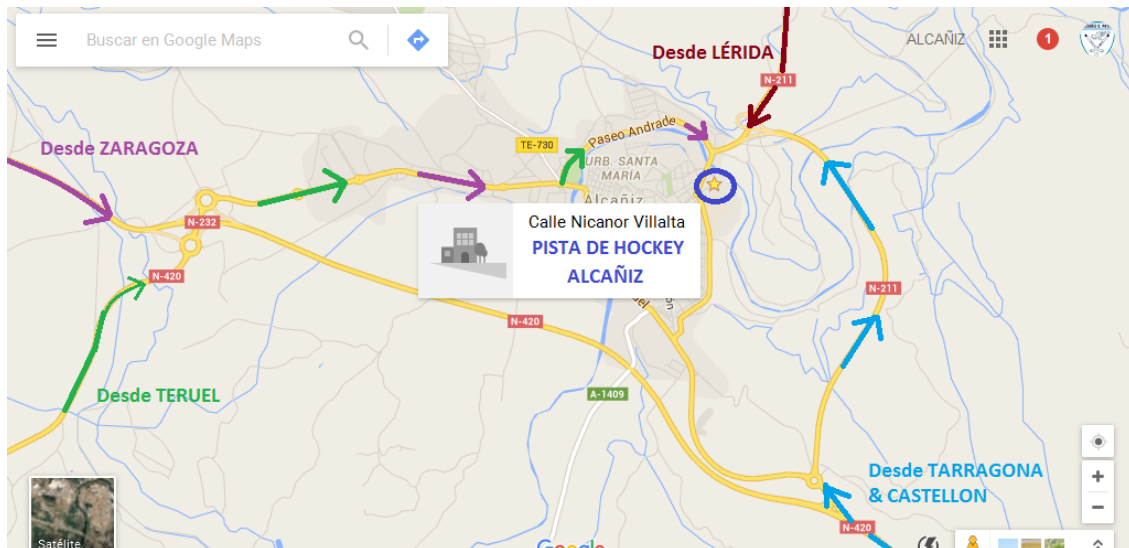 Buscar en Google Maps
ALCAÑIZ
1
Desde LÉRIDA
N-211
Desde ZARAGOZA
TE-730
Paseo Andrade
URB. SANTA
MARÍA
Alcañiz
N-232
Calle Nicanor Villalta
PISTA DE HOCKEY
ALCAÑIZ
N-420
N-211
N-420
Desde TERUEL
A-1409
Desde TARRAGONA
& CASTELLON
N-420
Satélite
Google